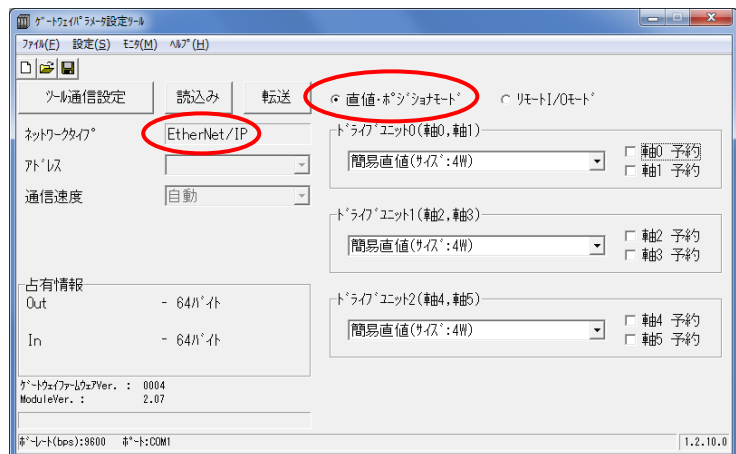 ｹﾞｰﾄｳｪｲﾊﾟﾗﾒｰﾀ設定ﾂｰﾙ
ﾌｧｲﾙ(F) 設定(S) ﾓﾆﾀ(M) ﾍﾙﾌﾟ(H)
ﾂｰﾙ通信設定 読込み 転送 直値・ﾎﾟｼﾞｼｮﾅﾓｰﾄﾞ ﾘﾓｰﾄI/Oﾓｰﾄﾞ
ﾈｯﾄﾜｰｸﾀｲﾌﾟ EtherNet/IP
ｱﾄﾞﾚｽ
通信速度 自動
ﾄﾞﾗｲﾌﾞﾕﾆｯﾄ0(軸0,軸1)
簡易直値(ｻｲｽﾞ:4W)
軸0 予約
軸1 予約
ﾄﾞﾗｲﾌﾞﾕﾆｯﾄ1(軸2,軸3)
簡易直値(ｻｲｽﾞ:4W)
軸2 予約
軸3 予約
ﾄﾞﾗｲﾌﾞﾕﾆｯﾄ2(軸4,軸5)
簡易直値(ｻｲｽﾞ:4W)
軸4 予約
軸5 予約
占有情報
Out - 64ﾊﾞｲﾄ
In - 64ﾊﾞｲﾄ
ｹﾞｰﾄｳｪｲﾌｧｰﾑｳｪｱVer. : 0004
ModuleVer. : 2.07
ﾎﾞｰﾚｰﾄ(bps):9600 ﾎﾟｰﾄ:COM1 1.2.10.0